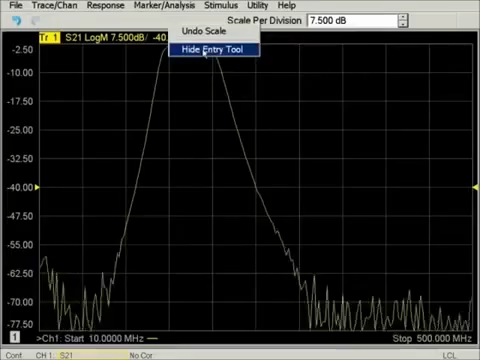 File Trace/Chan Response Marker/Analysis Stimulus Utility Help
Scale Per Division 7.500 dB
Undo Scale
Hide Entry Tool
Tr 1 S21 LogM 7.500dB/ -40.
-2.50
-10.00
-17.50
-25.00
-32.50
-40.00
-47.50
-55.00
-62.50
-70.00
-77.50
1 >Ch1: Start 10.0000 MHz Stop 500.000 MHz
Cont. CH 1: S21 No Cor LCL